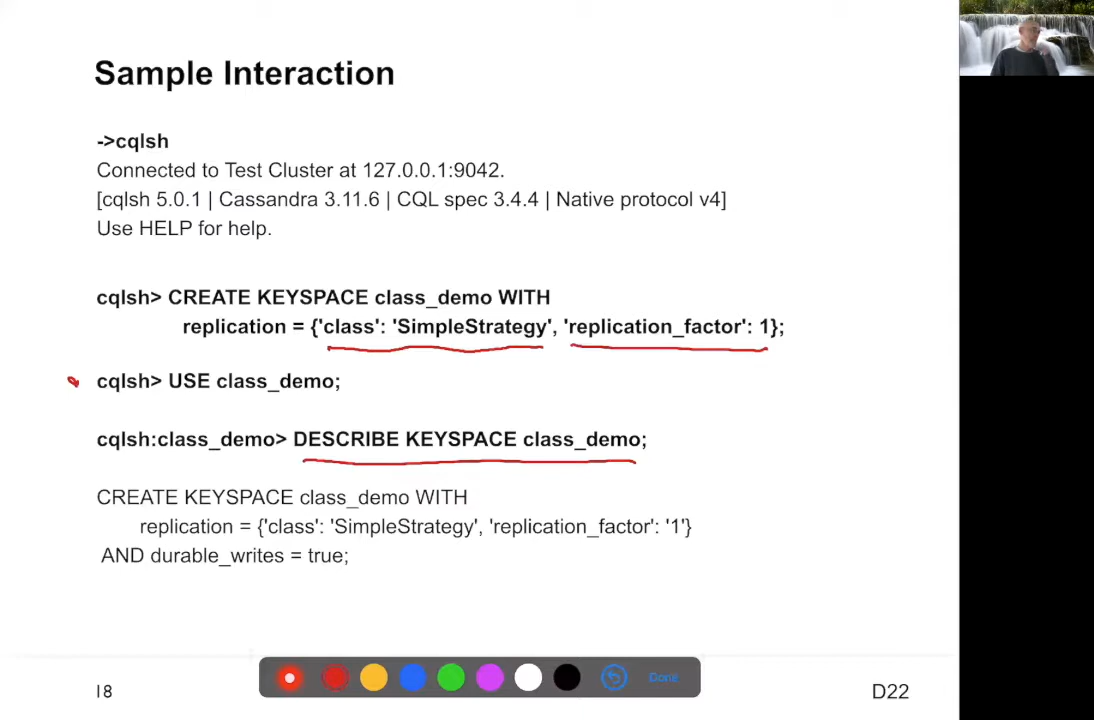 Sample Interaction
->cqlsh
Connected to Test Cluster at 127.0.0.1:9042.
[cqlsh 5.0.1 | Cassandra 3.11.6 | CQL spec 3.4.4 | Native protocol v4]
Use HELP for help.
cqlsh> CREATE KEYSPACE class_demo WITH
replication = {'class': 'SimpleStrategy', 'replication_factor': 1};
cqlsh> USE class_demo;
cqlsh:class_demo> DESCRIBE KEYSPACE class_demo;
CREATE KEYSPACE class_demo WITH
replication = {'class': 'SimpleStrategy', 'replication_factor': '1'}
AND durable_writes = true;
Done
18
D22